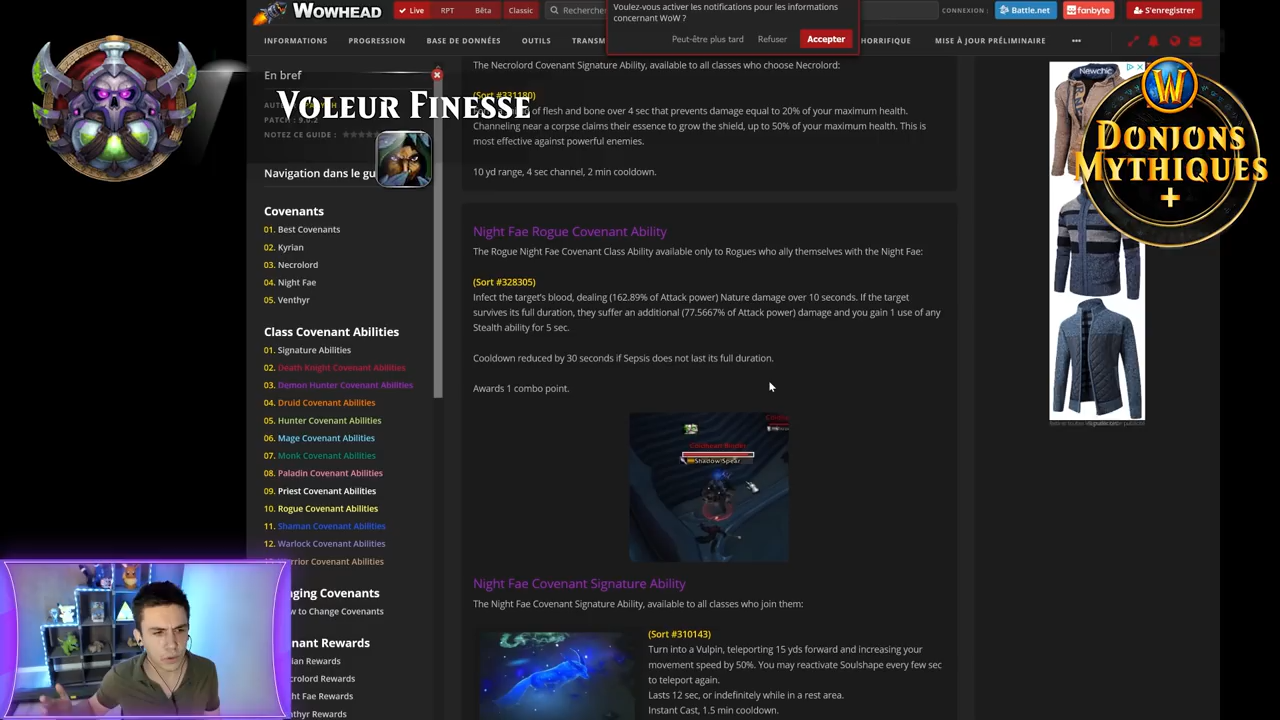 WOWHEAD
Live
RPT
Bêta
Classic
Voulez-vous activer les notifications pour les informations
concernant WoW ?
Peut-être plus tard
Refuser
Accepter
Battle.net
fanbyte
S'enregistrer
INFORMATIONS
PROGRESSION
BASE DE DONNÉES
OUTILS
HORRIFIQUE
MISE À JOUR PRÉLIMINAIRE
En bref
VOLEUR FINESSE
PATCH : 9.0.2
NOTEZ CE GUIDE :
Navigation dans le gu
Covenants
01. Best Covenants
02. Kyrian
03. Necrolord
04. Night Fae
05. Venthyr
Class Covenant Abilities
01. Signature Abilities
02. Death Knight Covenant Abilities
03. Demon Hunter Covenant Abilities
04. Druid Covenant Abilities
05. Hunter Covenant Abilities
06. Mage Covenant Abilities
07. Monk Covenant Abilities
08. Paladin Covenant Abilities
09. Priest Covenant Abilities
10. Rogue Covenant Abilities
11. Shaman Covenant Abilities
12. Warlock Covenant Abilities
rrior Covenant Abilities
nging Covenants
w to Change Covenants
nant Rewards
ian Rewards
crolord Rewards
ht Fae Rewards
nthyr Rewards
The Necrolord Covenant Signature Ability, available to all classes who choose Necrolord:
(Sort #331180)
of flesh and bone over 4 sec that prevents damage equal to 20% of your maximum health.
Channeling near a corpse claims their essence to grow the shield, up to 50% of your maximum health. This is
most effective against powerful enemies.
10 yd range, 4 sec channel, 2 min cooldown.
Night Fae Rogue Covenant Ability
The Rogue Night Fae Covenant Class Ability available only to Rogues who ally themselves with the Night Fae:
(Sort #328305)
Infect the target's blood, dealing (162.89% of Attack power) Nature damage over 10 seconds. If the target
survives its full duration, they suffer an additional (77.5667% of Attack power) damage and you gain 1 use of any
Stealth ability for 5 sec.
Cooldown reduced by 30 seconds if Sepsis does not last its full duration.
Awards 1 combo point.
Coldheart Binder
Shadow Spear
Night Fae Covenant Signature Ability
The Night Fae Covenant Signature Ability, available to all classes who join them:
(Sort #310143)
Turn into a Vulpin, teleporting 15 yds forward and increasing your
movement speed by 50%. You may reactivate Soulshape every few sec
to teleport again.
Lasts 12 sec, or indefinitely while in a rest area.
Instant Cast, 1.5 min cooldown.
Newchic
W
DONJONS
MYTHIQUES
+